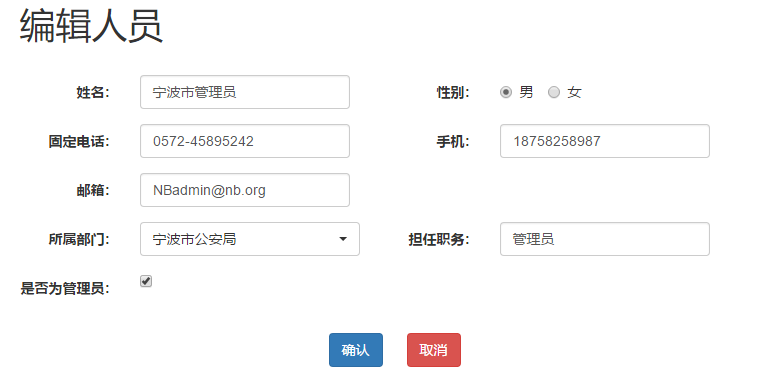 编辑人员
姓名: 宁波市管理员 性别: 男 女
固定电话: 0572-45895242 手机: 18758258987
邮箱: NBadmin@nb.org
所属部门: 宁波市公安局 担任职务: 管理员
是否为管理员:
确认 取消